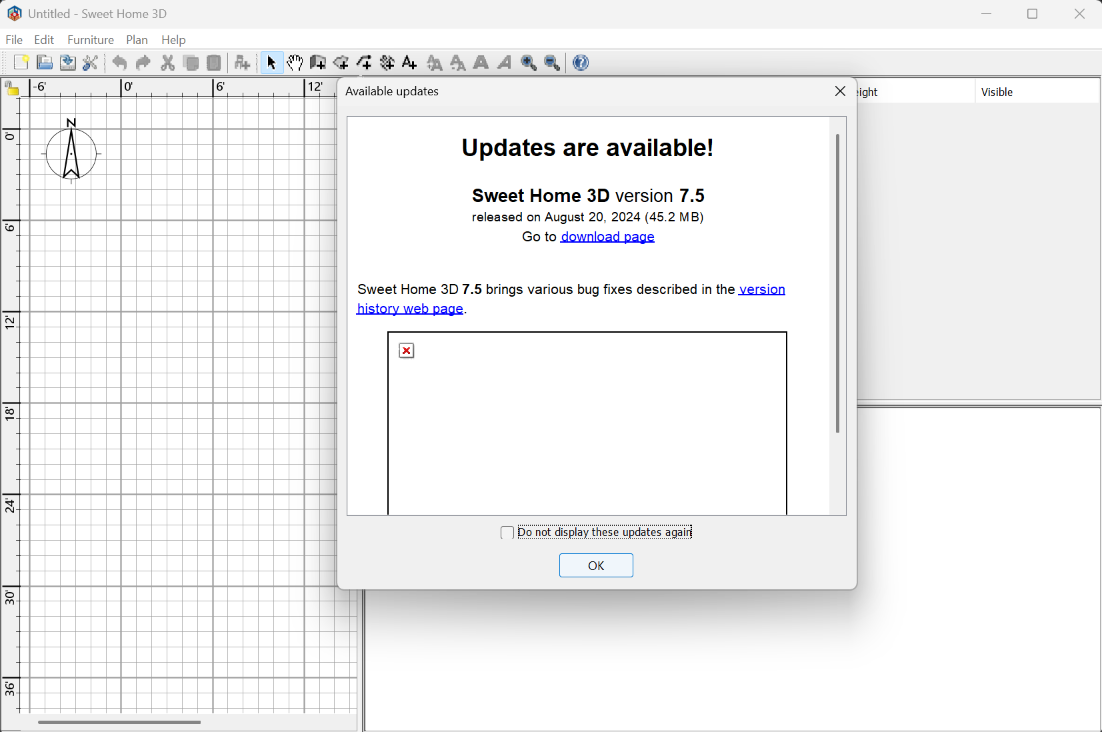 Untitled - Sweet Home 3D
File Edit Furniture Plan Help
-6' 0' 6' 12'
Available updates
Visible
N
0'
6'
12'
18'
24'
30'
36'
Updates are available!
Sweet Home 3D version 7.5
released on August 20, 2024 (45.2 MB)
Go to download page
Sweet Home 3D 7.5 brings various bug fixes described in the version
history web page.
Do not display these updates again
OK